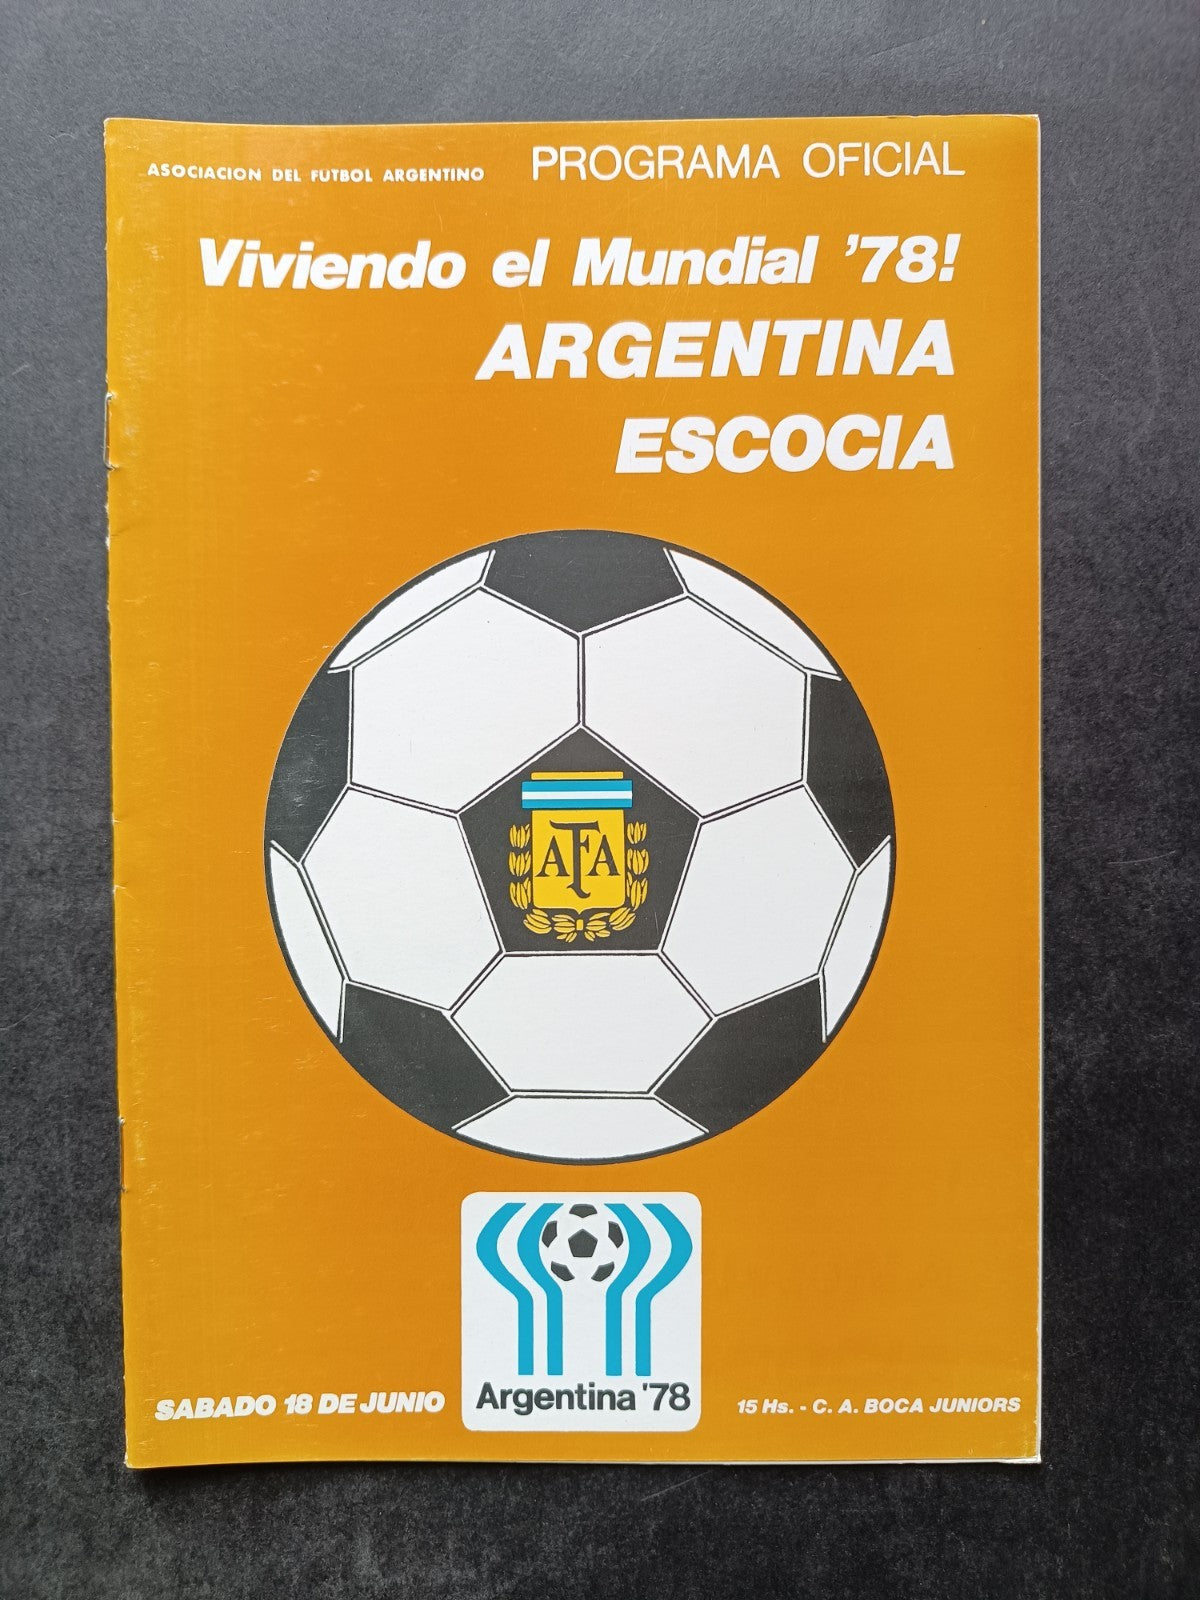 ASOCIACION DEL FUTBOL ARGENTINO PROGRAMA OFICIAL
Viviendo el Mundial '78!
ARGENTINA
ESCOCIA
AFA
Argentina '78
SABADO 18 DE JUNIO
15 Hs. - C. A. BOCA JUNIORS